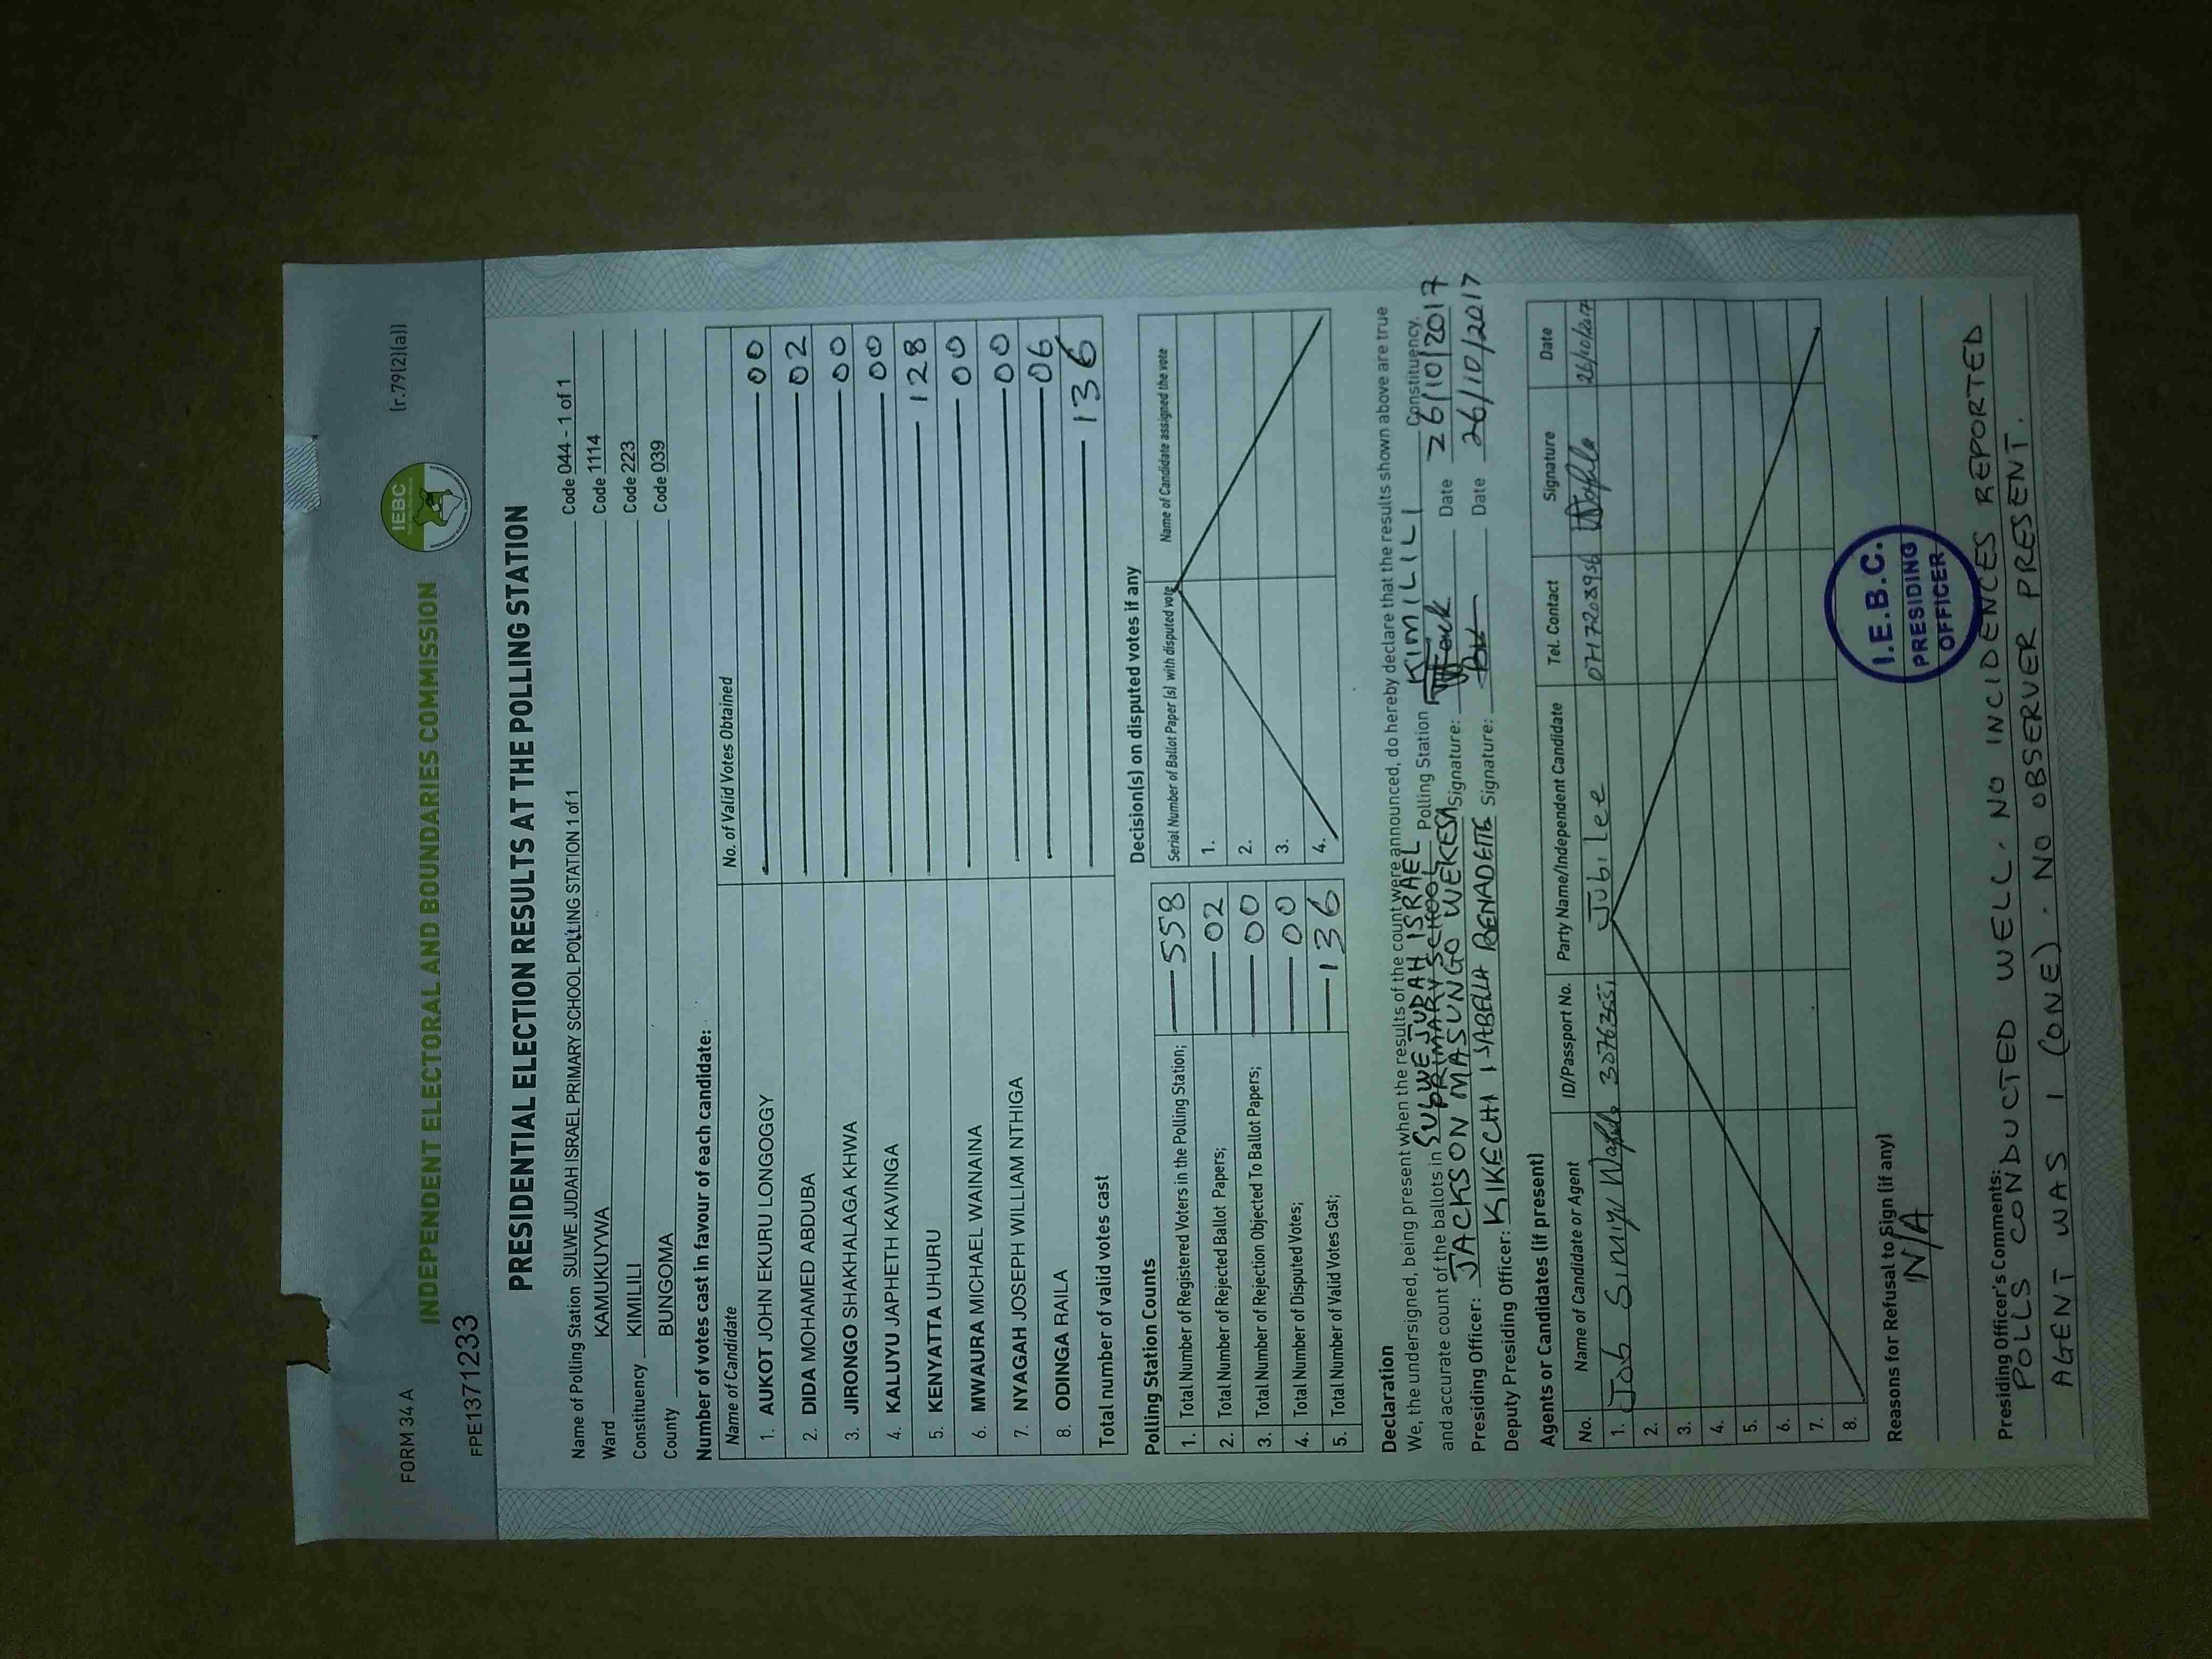 FORM 34 A
[r.79(2)(a)]
INDEPENDENT ELECTORAL AND BOUNDARIES COMMISSION
IEBC
FPE1371233
PRESIDENTIAL ELECTION RESULTS AT THE POLLING STATION
Name of Polling Station SULWE JUDAH ISRAEL PRIMARY SCHOOL POLLING STATION 1 of 1 Code 044 - 1 of 1
Ward KAMUKUYWA Code 1114
Constituency KIMILILI Code 223
County BUNGOMA Code 039
Number of votes cast in favour of each candidate:
Name of Candidate No. of Valid Votes Obtained
1. AUKOT JOHN EKURU LONGOGGY 00
2. DIDA MOHAMED ABDUBA 02
3. JIRONGO SHAKHALAGA KHWA 00
4. KALUYU JAPHETH KAVINGA 00
5. KENYATTA UHURU 128
6. MWAURA MICHAEL WAINAINA 00
7. NYAGAH JOSEPH WILLIAM NTHIGA 00
8. ODINGA RAILA 06
Total number of valid votes cast 136
Polling Station Counts
1. Total Number of Registered Voters in the Polling Station; 558
2. Total Number of Rejected Ballot Papers; 02
3. Total Number of Rejection Objected To Ballot Papers; 00
4. Total Number of Disputed Votes; 00
5. Total Number of Valid Votes Cast; 136
Decision(s) on disputed votes if any
Serial Number of Ballot Paper (s) with disputed vote Name of Candidate assigned the vote
1.
2.
3.
4.
Declaration
We, the undersigned, being present when the results of the count were announced, do hereby declare that the results shown above are true
and accurate count of the ballots in SULWE JUDAH ISRAEL PRIMARY SCHOOL Polling Station KIMILILI Constituency.
Presiding Officer: JACKSON MASUNGO WEKESA Signature: Date 26/10/2017
Deputy Presiding Officer: KIKECHI ISABELLA BENADETTE Signature: Date 26/10/2017
Agents or Candidates (if present)
No. Name of Candidate or Agent ID/Passport No. Party Name/Independent Candidate Tel. Contact Signature Date
1. Job Simiyu Wafula Jubilee Wafula 26/10/2017
2.
3.
4.
5.
6.
7.
8.
I.E.B.C.
PRESIDING
OFFICER
Reasons for Refusal to Sign (if any)
N/A
Presiding Officer's Comments:
POLLS CONDUCTED WELL. NO INCIDENCES REPORTED
AGENT WAS 1 (ONE). NO OBSERVER PRESENT.